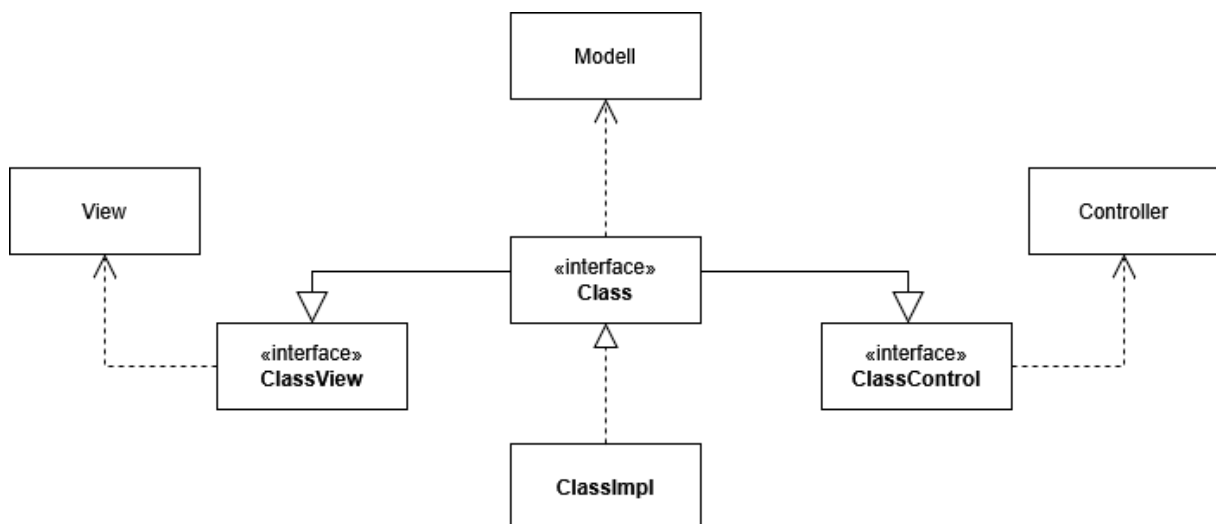 Modell
View
Controller
«interface»
Class
«interface»
ClassView
«interface»
ClassControl
ClassImpl